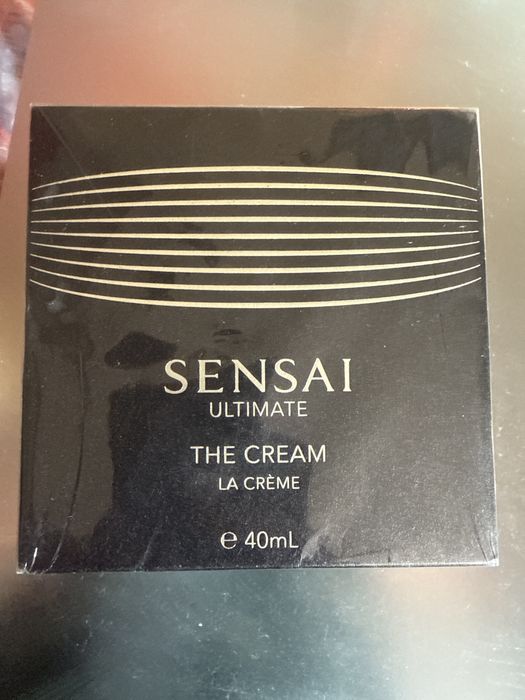 SENSAI
ULTIMATE
THE CREAM
LA CRÈME
℮ 40mL